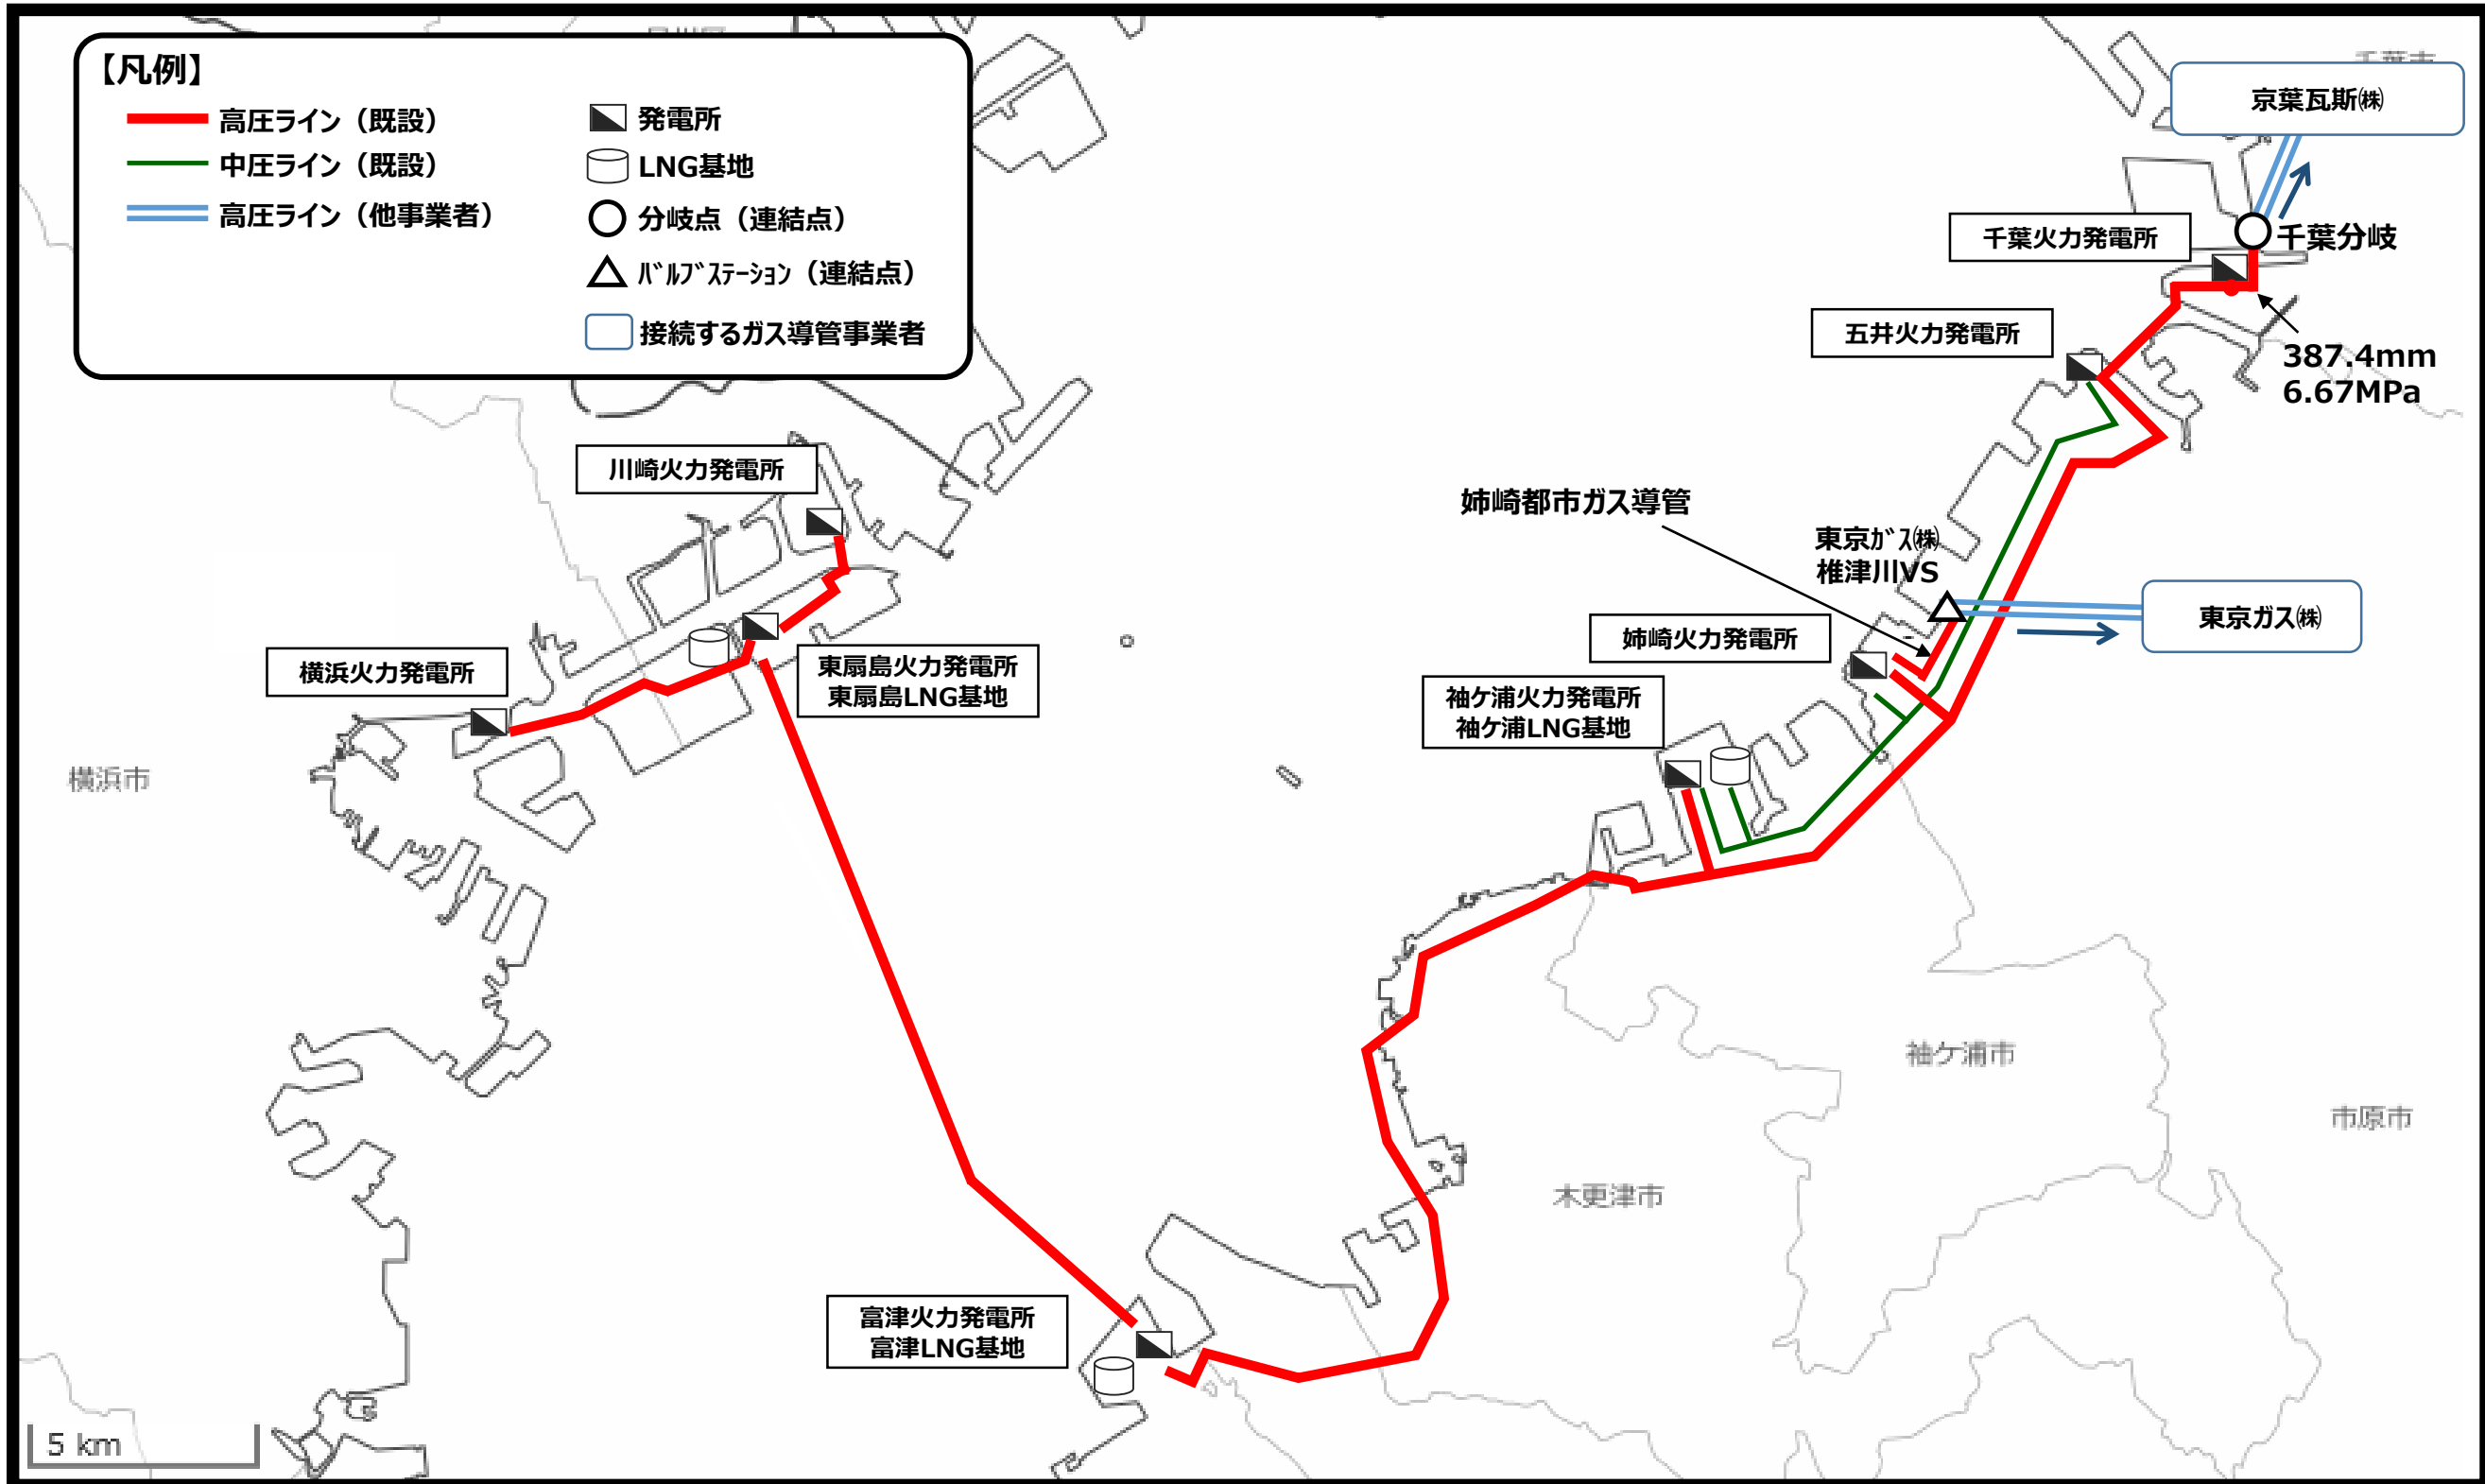 【凡例】
高圧ライン（既設）
中圧ライン（既設）
高圧ライン（他事業者）
発電所
LNG基地
分岐点（連結点）
ﾊﾞﾙﾌﾞｽﾃｰｼｮﾝ（連結点）
接続するガス導管事業者
京葉瓦斯㈱
千葉火力発電所
千葉分岐
五井火力発電所
387.4mm
6.67MPa
川崎火力発電所
姉崎都市ガス導管
東京ｶﾞｽ㈱
椎津川VS
東京ガス㈱
姉崎火力発電所
横浜火力発電所
東扇島火力発電所
東扇島LNG基地
袖ケ浦火力発電所
袖ケ浦LNG基地
横浜市
袖ケ浦市
市原市
木更津市
富津火力発電所
富津LNG基地
5 km